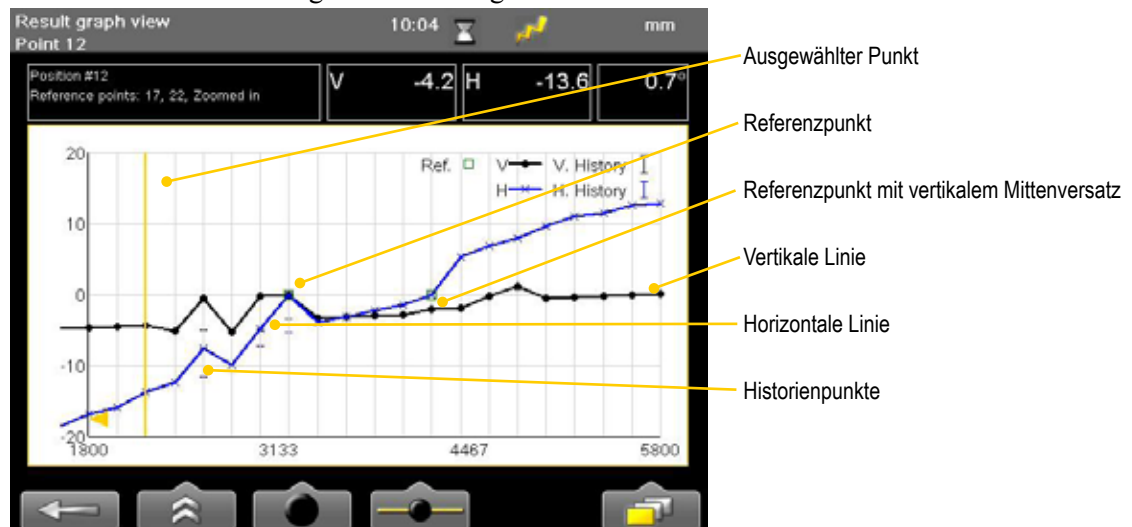 Result graph view 10:04 mm
Point 12
Position #12
Reference points: 17, 22, Zoomed in
V -4.2 H -13.6 0.7°
Ref. V V. History
H H. History
20
10
0
-10
-20
1800 3133 4467 5800
Ausgewählter Punkt
Referenzpunkt
Referenzpunkt mit vertikalem Mittenversatz
Vertikale Linie
Horizontale Linie
Historienpunkte